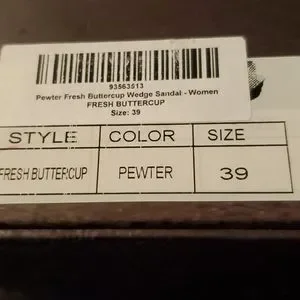 93563513
Pewter Fresh Buttercup Wedge Sandal - Women
FRESH BUTTERCUP
Size: 39
STYLE COLOR SIZE
FRESH BUTTERCUP PEWTER 39